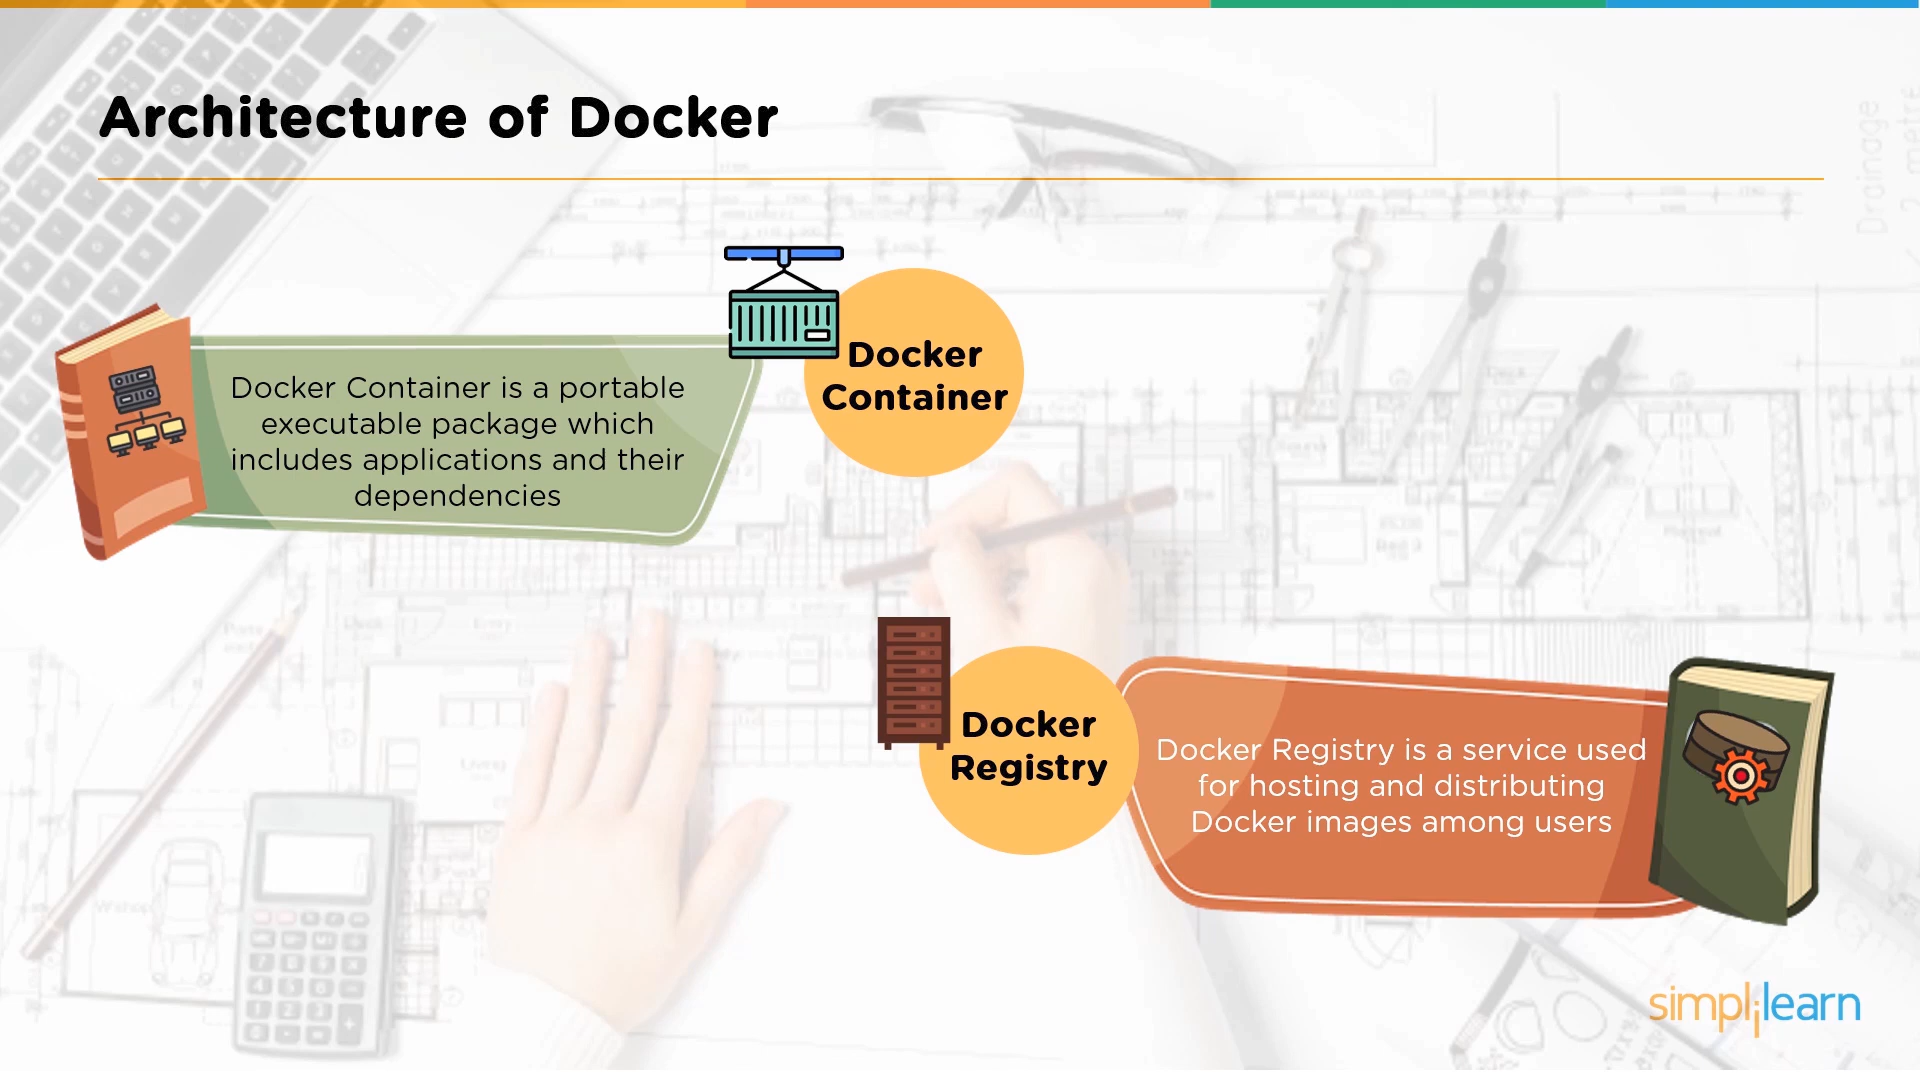 Architecture of Docker
Docker
Container
Docker Container is a portable
executable package which
includes applications and their
dependencies
Docker
Registry
Docker Registry is a service used
for hosting and distributing
Docker images among users
simplilearn
Drainage